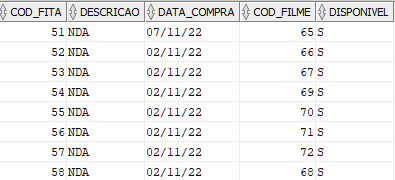 COD_FITA DESCRICAO DATA_COMPRA COD_FILME DISPONIVEL
51 NDA 07/11/22 65 S
52 NDA 02/11/22 66 S
53 NDA 02/11/22 67 S
54 NDA 02/11/22 69 S
55 NDA 02/11/22 70 S
56 NDA 02/11/22 71 S
57 NDA 02/11/22 72 S
58 NDA 02/11/22 68 S